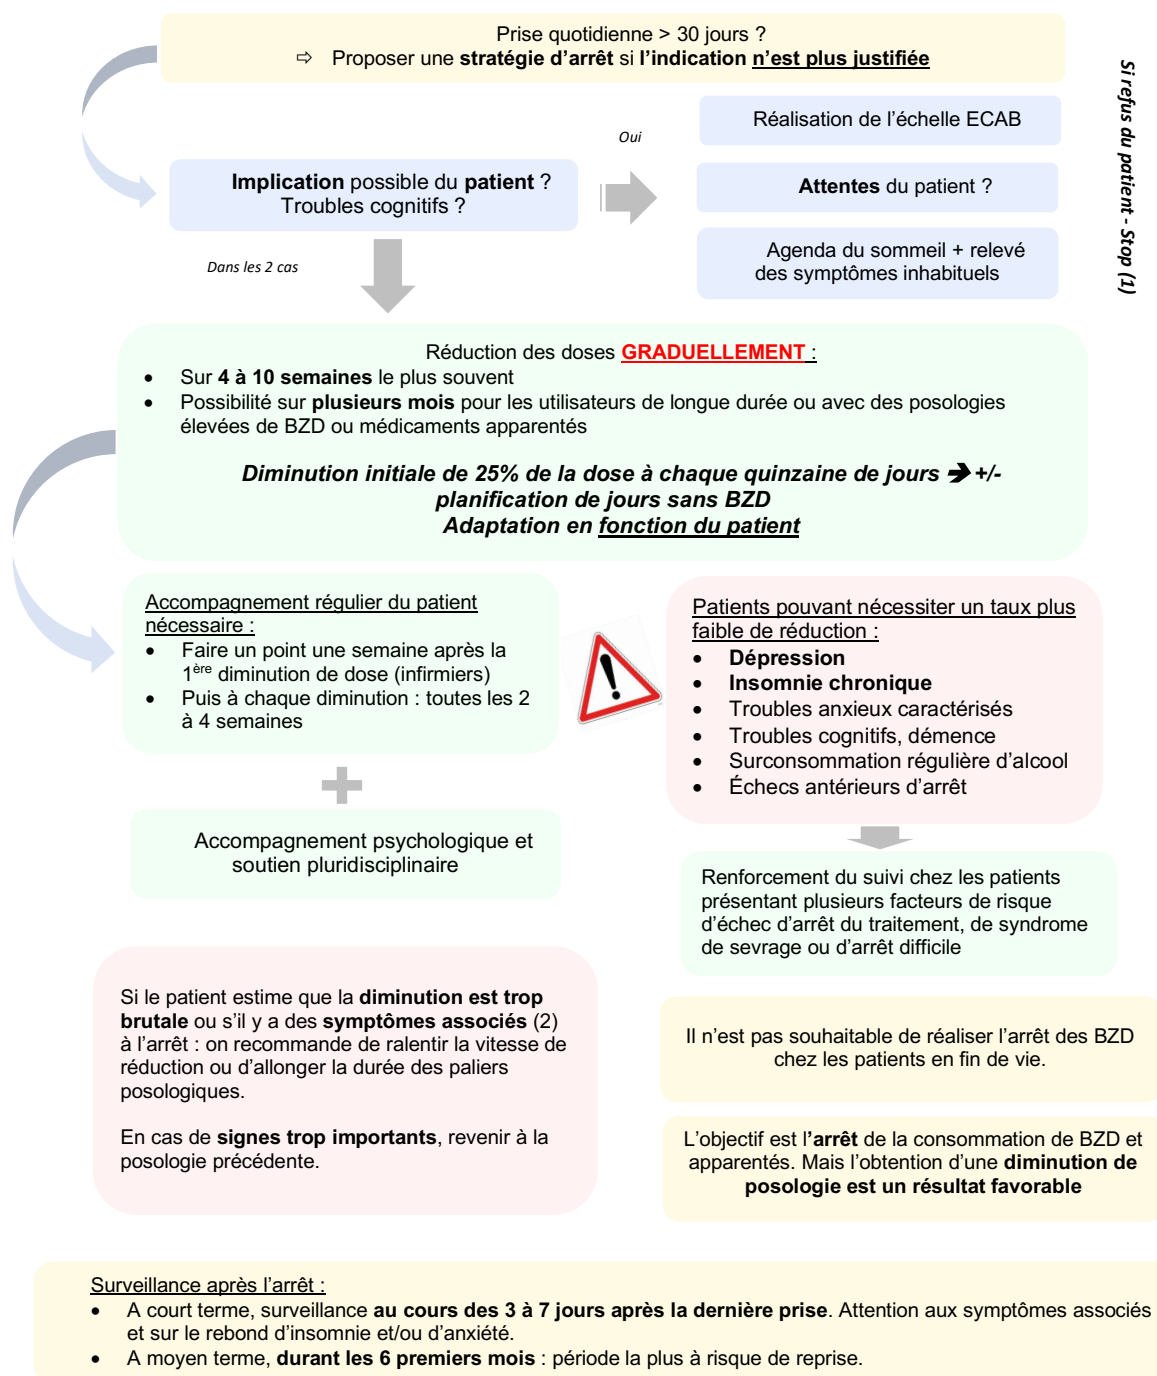 Prise quotidienne > 30 jours ?
⇨ Proposer une stratégie d'arrêt si l'indication n'est plus justifiée
Si refus du patient - Stop (1)
Implication possible du patient ?
Troubles cognitifs ?
Oui
Réalisation de l'échelle ECAB
Attentes du patient ?
Agenda du sommeil + relevé
des symptômes inhabituels
Dans les 2 cas
Réduction des doses GRADUELLEMENT :
• Sur 4 à 10 semaines le plus souvent
• Possibilité sur plusieurs mois pour les utilisateurs de longue durée ou avec des posologies
élevées de BZD ou médicaments apparentés
Diminution initiale de 25% de la dose à chaque quinzaine de jours ➔ +/-
planification de jours sans BZD
Adaptation en fonction du patient
Accompagnement régulier du patient
nécessaire :
• Faire un point une semaine après la
1ère diminution de dose (infirmiers)
• Puis à chaque diminution : toutes les 2
à 4 semaines
Accompagnement psychologique et
soutien pluridisciplinaire
!
Patients pouvant nécessiter un taux plus
faible de réduction :
• Dépression
• Insomnie chronique
• Troubles anxieux caractérisés
• Troubles cognitifs, démence
• Surconsommation régulière d'alcool
• Échecs antérieurs d'arrêt
Renforcement du suivi chez les patients
présentant plusieurs facteurs de risque
d'échec d'arrêt du traitement, de syndrome
de sevrage ou d'arrêt difficile
Si le patient estime que la diminution est trop
brutale ou s'il y a des symptômes associés (2)
à l'arrêt : on recommande de ralentir la vitesse de
réduction ou d'allonger la durée des paliers
posologiques.
En cas de signes trop importants, revenir à la
posologie précédente.
Il n'est pas souhaitable de réaliser l'arrêt des BZD
chez les patients en fin de vie.
L'objectif est l'arrêt de la consommation de BZD et
apparentés. Mais l'obtention d'une diminution de
posologie est un résultat favorable
Surveillance après l'arrêt :
• A court terme, surveillance au cours des 3 à 7 jours après la dernière prise. Attention aux symptômes associés
et sur le rebond d'insomnie et/ou d'anxiété.
• A moyen terme, durant les 6 premiers mois : période la plus à risque de reprise.